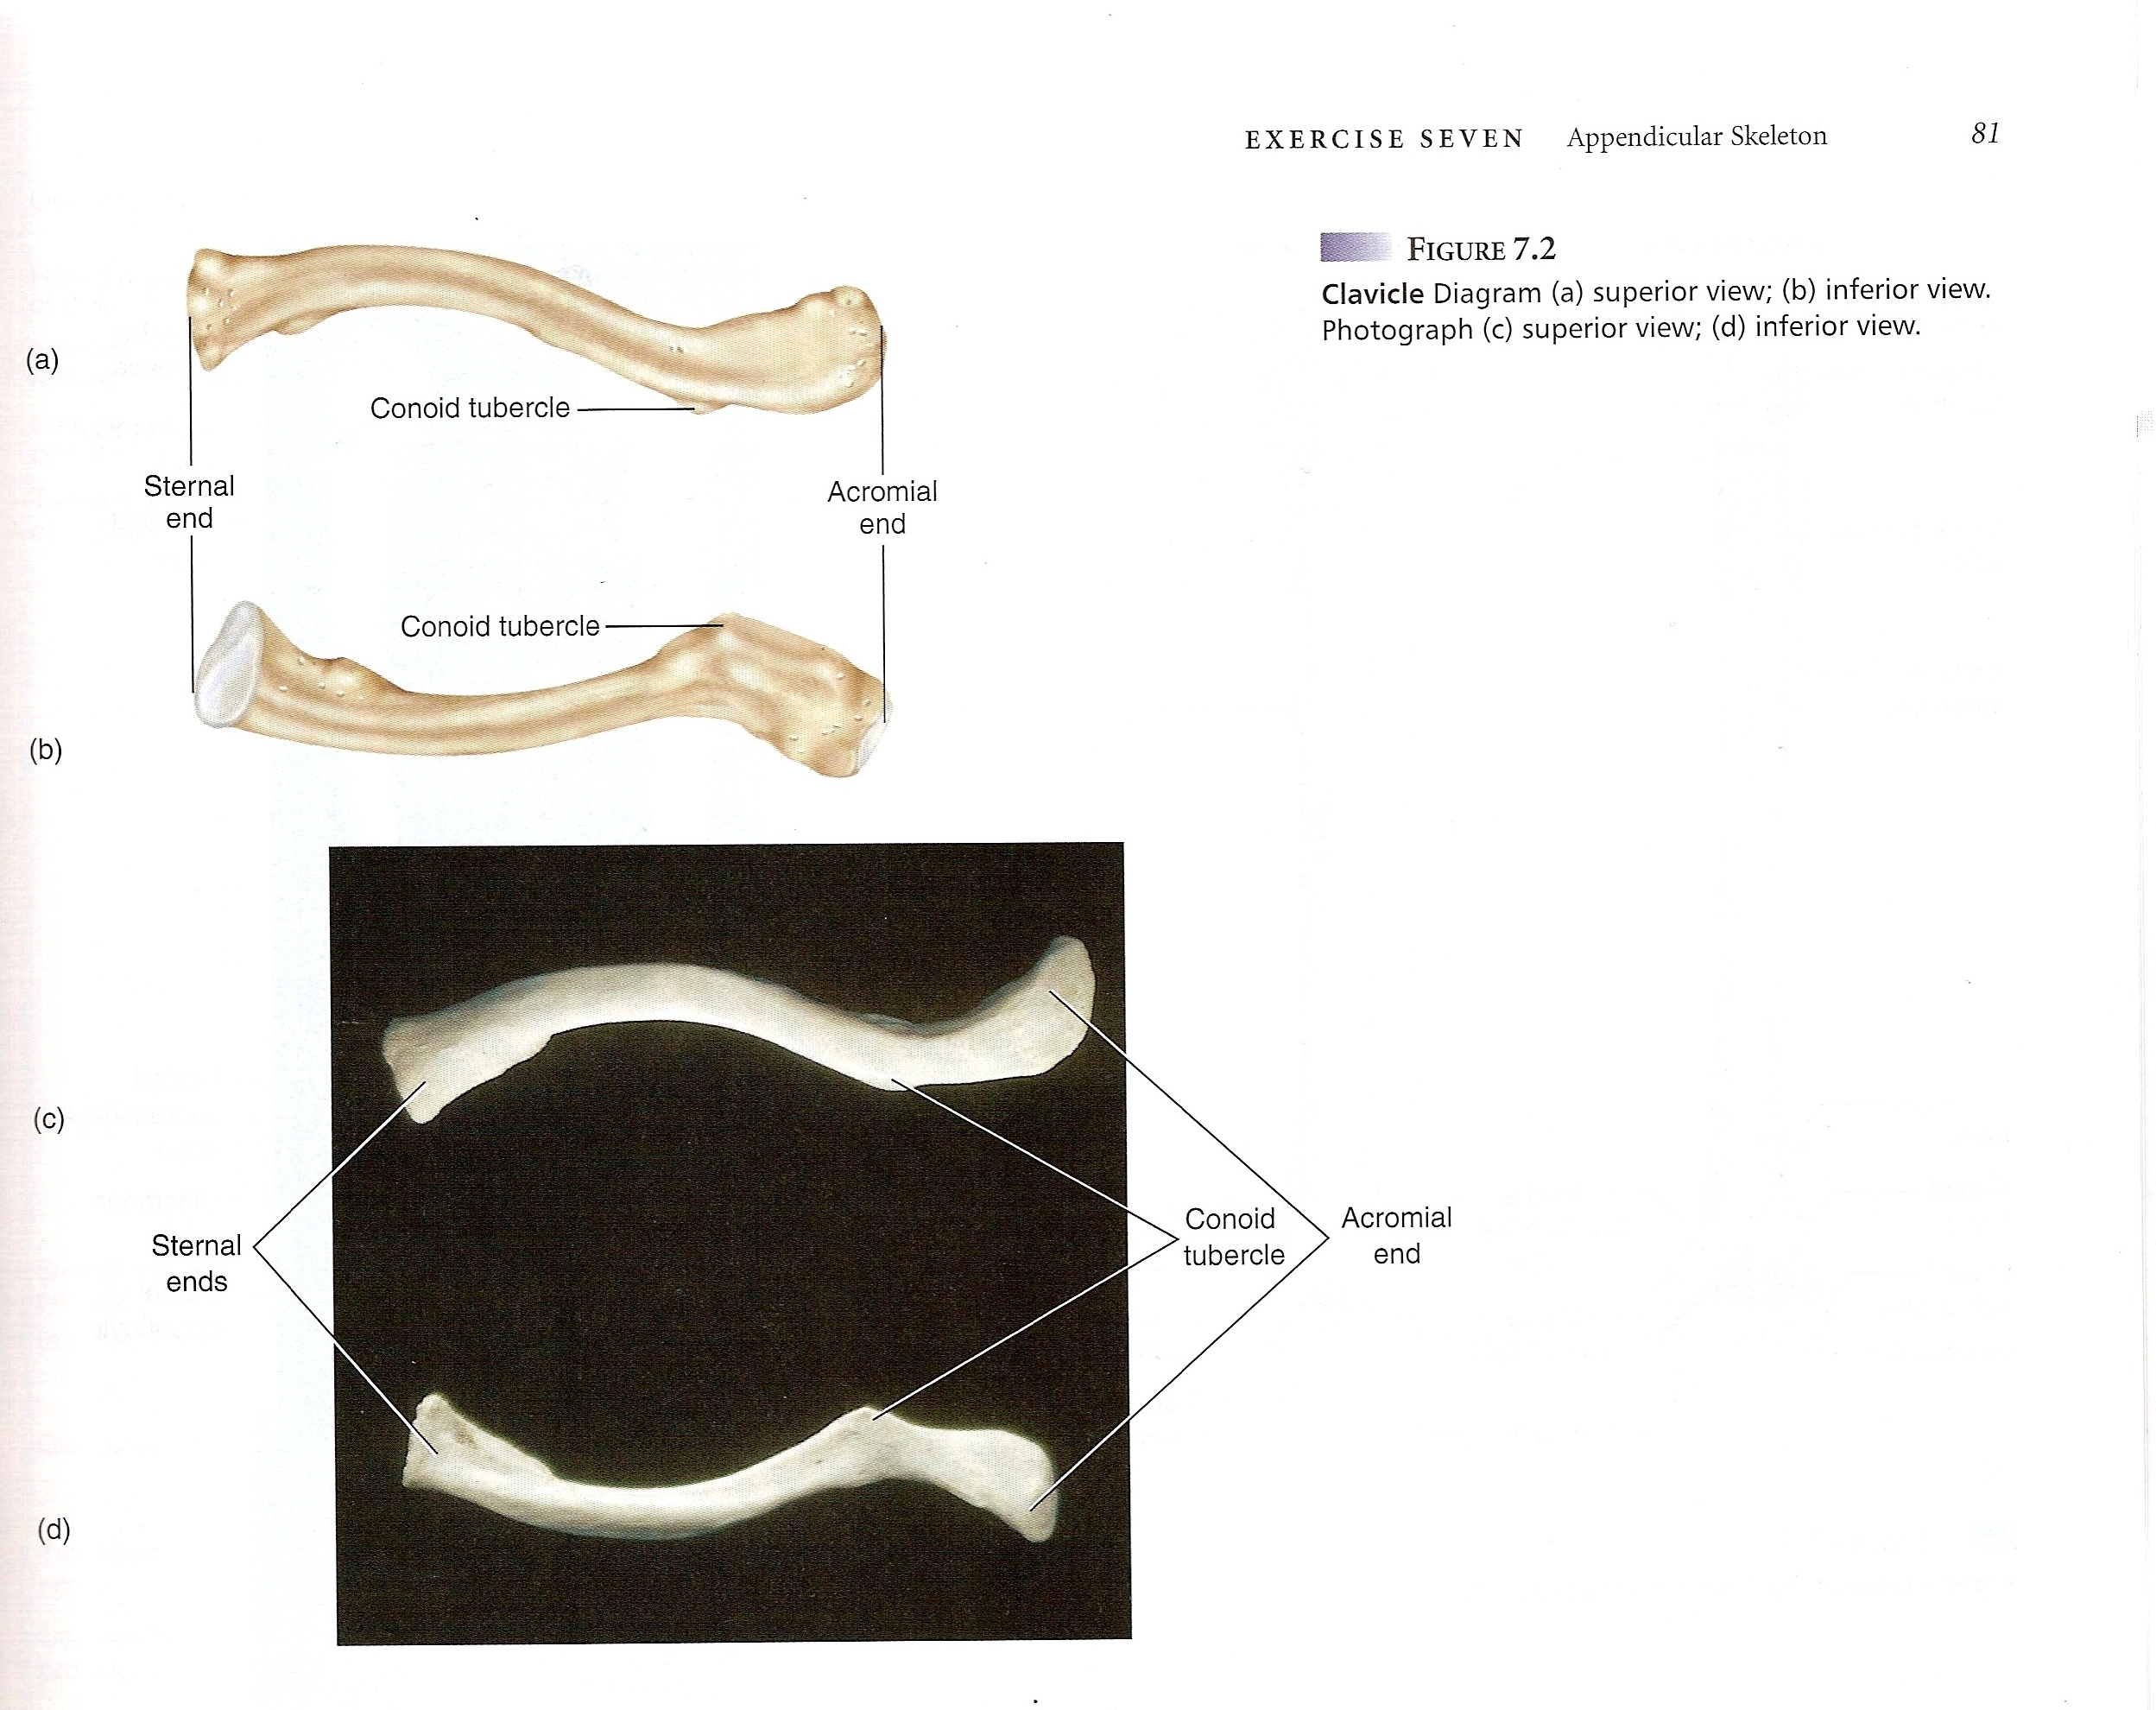 EXERCISE SEVEN Appendicular Skeleton 81
FIGURE 7.2
Clavicle Diagram (a) superior view; (b) inferior view.
Photograph (c) superior view; (d) inferior view.
(a)
Conoid tubercle
Sternal
end
Acromial
end
Conoid tubercle
(b)
(c)
Sternal
ends
Conoid
tubercle
Acromial
end
(d)